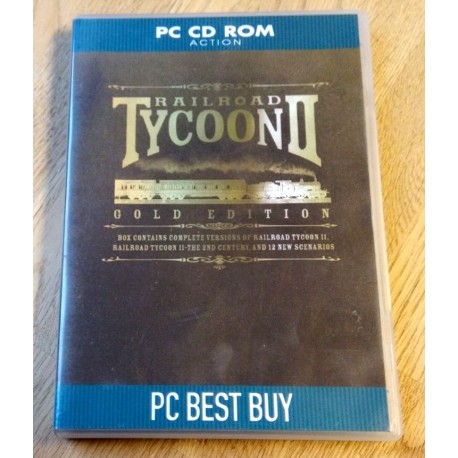 PC CD ROM
ACTION
RAILROAD
TYCOON II
GOLD EDITION
BOX CONTAINS COMPLETE VERSIONS OF RAILROAD TYCOON II,
RAILROAD TYCOON II-THE 2ND CENTURY, AND 12 NEW SCENARIOS
PC BEST BUY